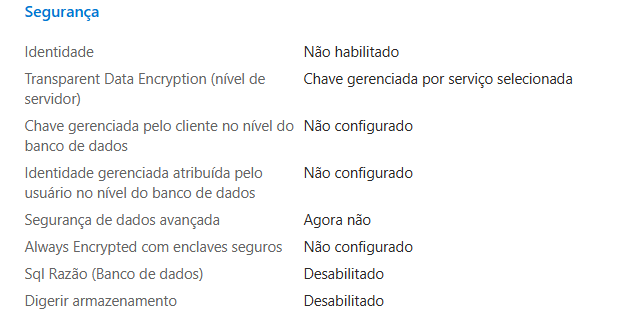 Segurança
Identidade Não habilitado
Transparent Data Encryption (nível de Chave gerenciada por serviço selecionada
servidor)
Chave gerenciada pelo cliente no nível do Não configurado
banco de dados
Identidade gerenciada atribuída pelo Não configurado
usuário no nível do banco de dados
Segurança de dados avançada Agora não
Always Encrypted com enclaves seguros Não configurado
Sql Razão (Banco de dados) Desabilitado
Digerir armazenamento Desabilitado